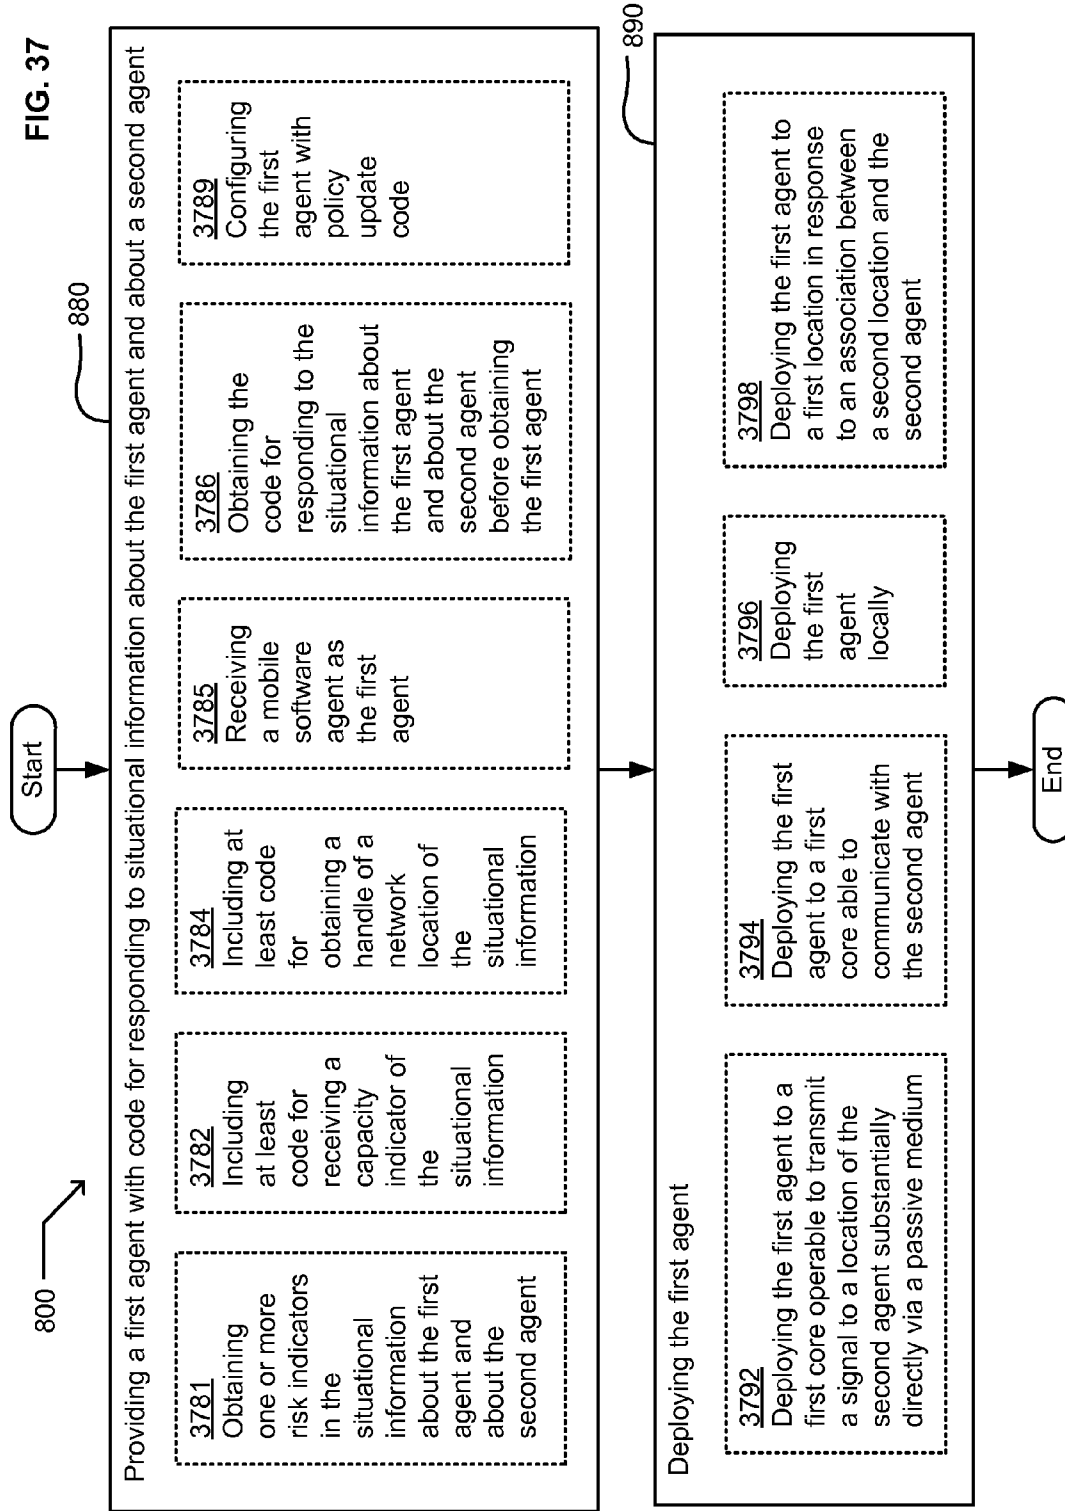 FIG. 37
800
Start
880
Providing a first agent with code for responding to situational information about the first agent and about a second agent
3781
Obtaining
one or more
risk indicators
in the
situational
information
about the first
agent and
about the
second agent
3782
Including
at least
code for
receiving a
capacity
indicator of
the
situational
information
3784
Including at
least code
for
obtaining a
handle of a
network
location of
the
situational
information
3785
Receiving
a mobile
software
agent as
the first
agent
3786
Obtaining the
code for
responding to the
situational
information about
the first agent
and about the
second agent
before obtaining
the first agent
3789
Configuring
the first
agent with
policy
update
code
890
Deploying the first agent
3792
Deploying the first agent to a
first core operable to transmit
a signal to a location of the
second agent substantially
directly via a passive medium
3794
Deploying the first
agent to a first
core able to
communicate with
the second agent
3796
Deploying
the first
agent
locally
3798
Deploying the first agent to
a first location in response
to an association between
a second location and the
second agent
End